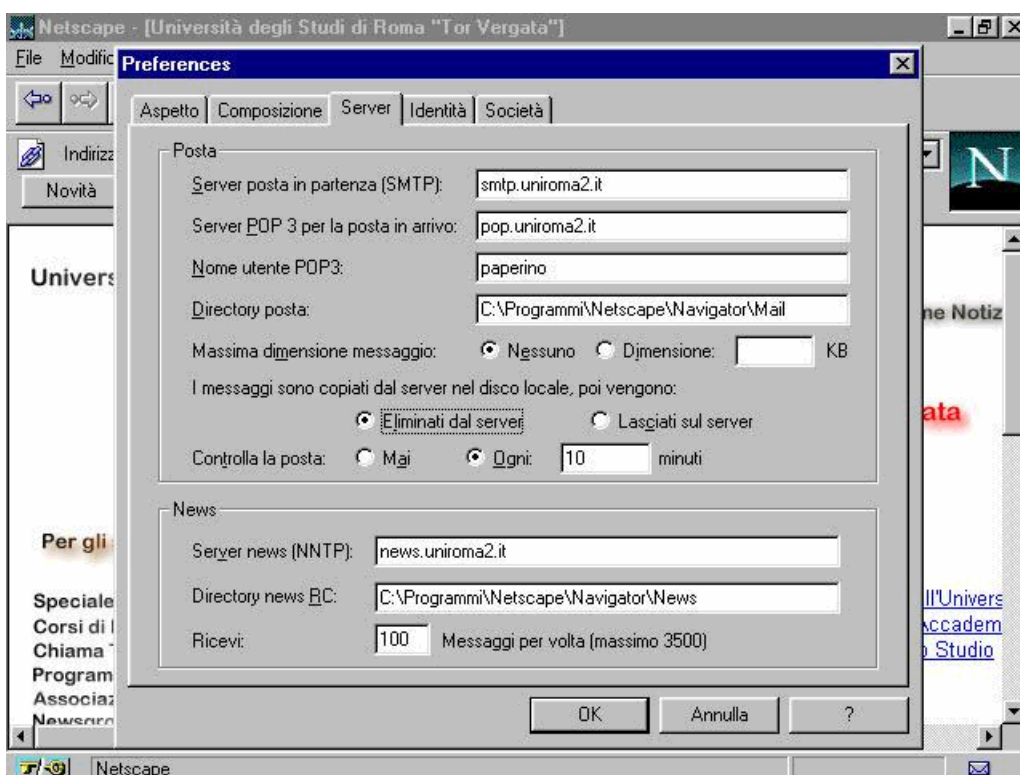 Netscape - [Università degli Studi di Roma "Tor Vergata"]
File Modific
Preferences
Aspetto Composizione Server Identità Società
Indirizz
Novità
N
Posta
Server posta in partenza (SMTP): smtp.uniroma2.it
Server POP 3 per la posta in arrivo: pop.uniroma2.it
Nome utente POP3: paperino
Directory posta: C:\Programmi\Netscape\Navigator\Mail
Massima dimensione messaggio: Nessuno Dimensione: KB
I messaggi sono copiati dal server nel disco locale, poi vengono:
Eliminati dal server Lasciati sul server
Controlla la posta: Mai Ogni: 10 minuti
News
Server news (NNTP): news.uniroma2.it
Directory news RC: C:\Programmi\Netscape\Navigator\News
Ricevi: 100 Messaggi per volta (massimo 3500)
OK Annulla ?
Univers
ne Notiz
ata
Per gli
Speciale ll'Univers
Corsi di Accadem
Chiama Studio
Program
Associaz
Newsgro
Netscape